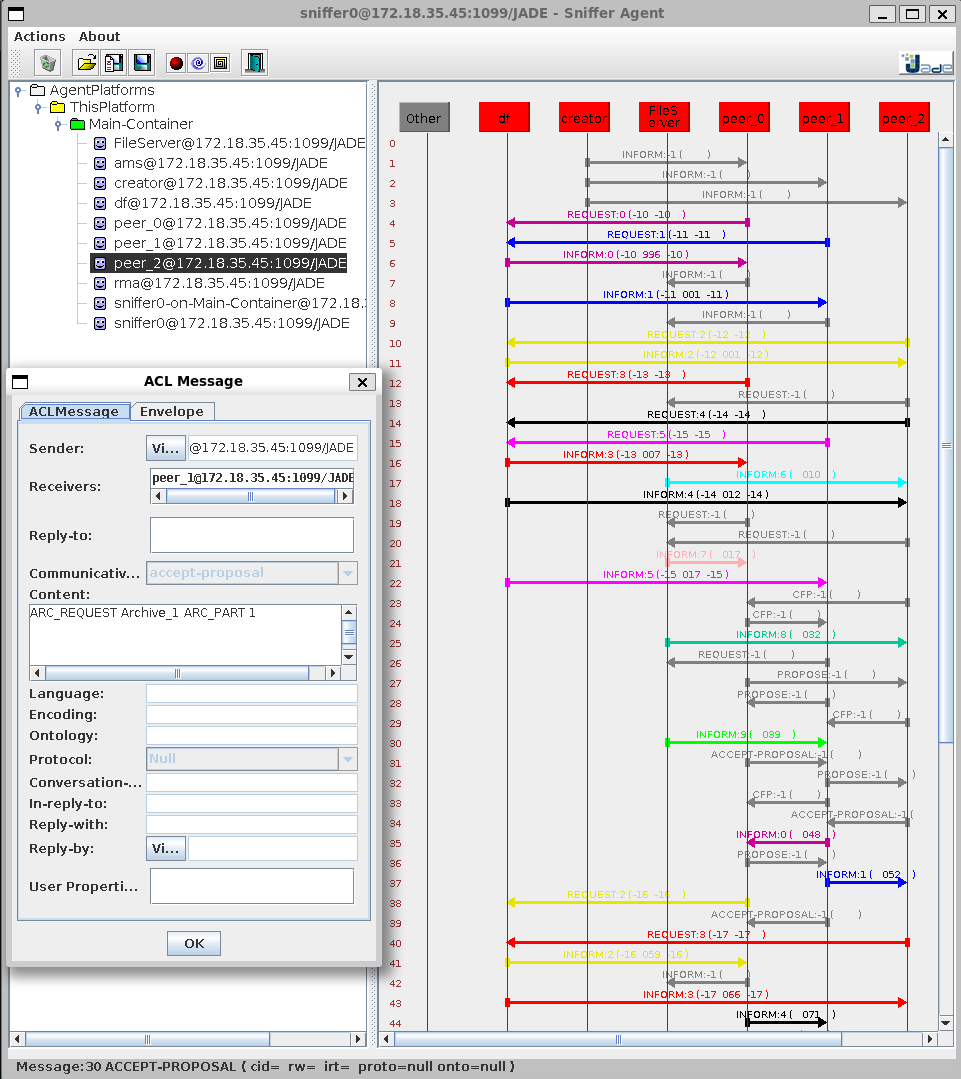 sniffer0@172.18.35.45:1099/JADE - Sniffer Agent
Actions About
Jade
AgentPlatforms
ThisPlatform
Main-Container
FileServer@172.18.35.45:1099/JADE
ams@172.18.35.45:1099/JADE
creator@172.18.35.45:1099/JADE
df@172.18.35.45:1099/JADE
peer_0@172.18.35.45:1099/JADE
peer_1@172.18.35.45:1099/JADE
peer_2@172.18.35.45:1099/JADE
rma@172.18.35.45:1099/JADE
sniffer0-on-Main-Container@172.18.
sniffer0@172.18.35.45:1099/JADE
ACL Message
ACLMessage Envelope
Sender: Vi... @172.18.35.45:1099/JADE
Receivers: peer_1@172.18.35.45:1099/JADE
Reply-to:
Communicativ... accept-proposal
Content:
ARC_REQUEST Archive_1 ARC_PART 1
Language:
Encoding:
Ontology:
Protocol: Null
Conversation-...
In-reply-to:
Reply-with:
Reply-by: Vi...
User Properti...
OK
Other df creator FileS erver peer_0 peer_1 peer_2
0
1 INFORM:-1 ( )
2 INFORM:-1 ( )
3 INFORM:-1 ( )
4 REQUEST:0 (-10 -10 )
5 REQUEST:1 (-11 -11 )
6 INFORM:0 (-10 996 -10 )
7 INFORM:-1 ( )
8 INFORM:1 (-11 001 -11 )
9 INFORM:-1 ( )
10 REQUEST:2 (-12 -12 )
11 INFORM:2 (-12 001 -12 )
12 REQUEST:3 (-13 -13 )
13 REQUEST:-1 ( )
14 REQUEST:4 (-14 -14 )
15 REQUEST:5 (-15 -15 )
16 INFORM:3 (-13 007 -13 )
17 INFORM:6 ( 010 )
18 INFORM:4 (-14 012 -14 )
19 REQUEST:-1 ( )
20 REQUEST:-1 ( )
21 INFORM:7 ( 017 )
22 INFORM:5 (-15 017 -15 )
23 CFP:-1 ( )
24 CFP:-1 ( )
25 INFORM:8 ( 032 )
26 REQUEST:-1 ( )
27 PROPOSE:-1 ( )
28 PROPOSE:-1 ( )
29 CFP:-1 ( )
30 INFORM:9 ( 039 )
31 ACCEPT-PROPOSAL:-1 ( )
32 PROPOSE:-1 ( )
33 CFP:-1 ( )
34 ACCEPT-PROPOSAL:-1 (
35 INFORM:0 ( 048 )
36 PROPOSE:-1 ( )
37 INFORM:1 ( 052 )
38 REQUEST:2 (-16 -16 )
39 ACCEPT-PROPOSAL:-1 ( )
40 REQUEST:3 (-17 -17 )
41 INFORM:2 (-16 059 -16 )
42 INFORM:-1 ( )
43 INFORM:3 (-17 066 -17 )
44 INFORM:4 ( 071 )
Message:30 ACCEPT-PROPOSAL ( cid= rw= irt= proto=null onto=null )